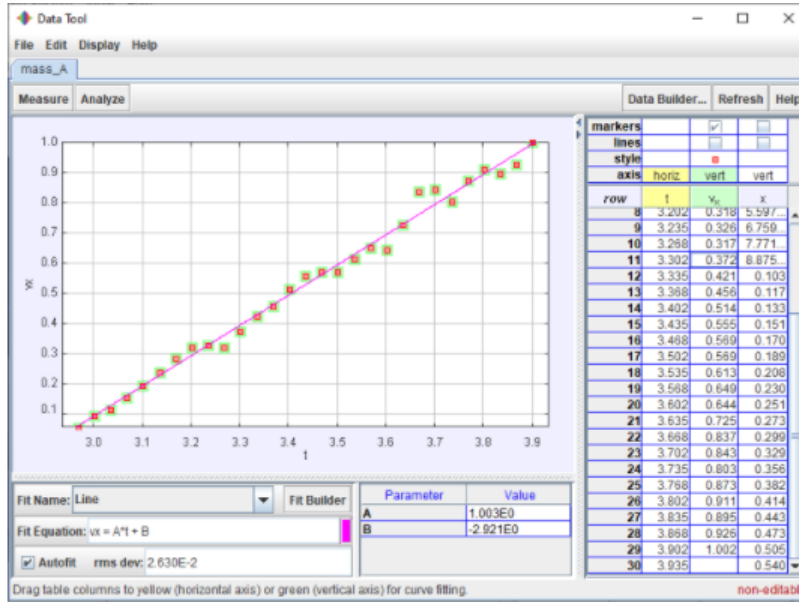 Data Tool
File Edit Display Help
mass_A
Measure Analyze Data Builder... Refresh Help
markers
lines
style
axis horiz vert vert
row t vx x
8 3.202 0.318 5.597...
9 3.235 0.326 6.759...
10 3.268 0.317 7.771...
11 3.302 0.372 8.875...
12 3.335 0.421 0.103
13 3.368 0.456 0.117
14 3.402 0.514 0.133
15 3.435 0.555 0.151
16 3.468 0.569 0.170
17 3.502 0.569 0.189
18 3.535 0.613 0.208
19 3.568 0.649 0.230
20 3.602 0.644 0.251
21 3.635 0.725 0.273
22 3.668 0.837 0.299
23 3.702 0.843 0.329
24 3.735 0.803 0.356
25 3.768 0.873 0.382
26 3.802 0.911 0.414
27 3.835 0.895 0.443
28 3.868 0.926 0.473
29 3.902 1.002 0.505
30 3.935 0.540
1.0
0.9
0.8
0.7
0.6
vx
0.5
0.4
0.3
0.2
0.1
3.0 3.1 3.2 3.3 3.4 3.5 3.6 3.7 3.8 3.9
t
Fit Name: Line Fit Builder
Fit Equation: vx = A*t + B
Autofit rms dev: 2.630E-2
Parameter Value
A 1.003E0
B -2.921E0
Drag table columns to yellow (horizontal axis) or green (vertical axis) for curve fitting. non-editabl